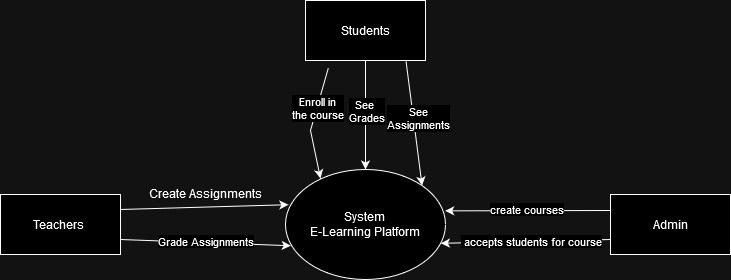 Students
Enroll in
the course
See
Grades
See
Assignments
Create Assignments
Teachers
Grade Assignments
System
E-Learning Platform
create courses
Admin
accepts students for course